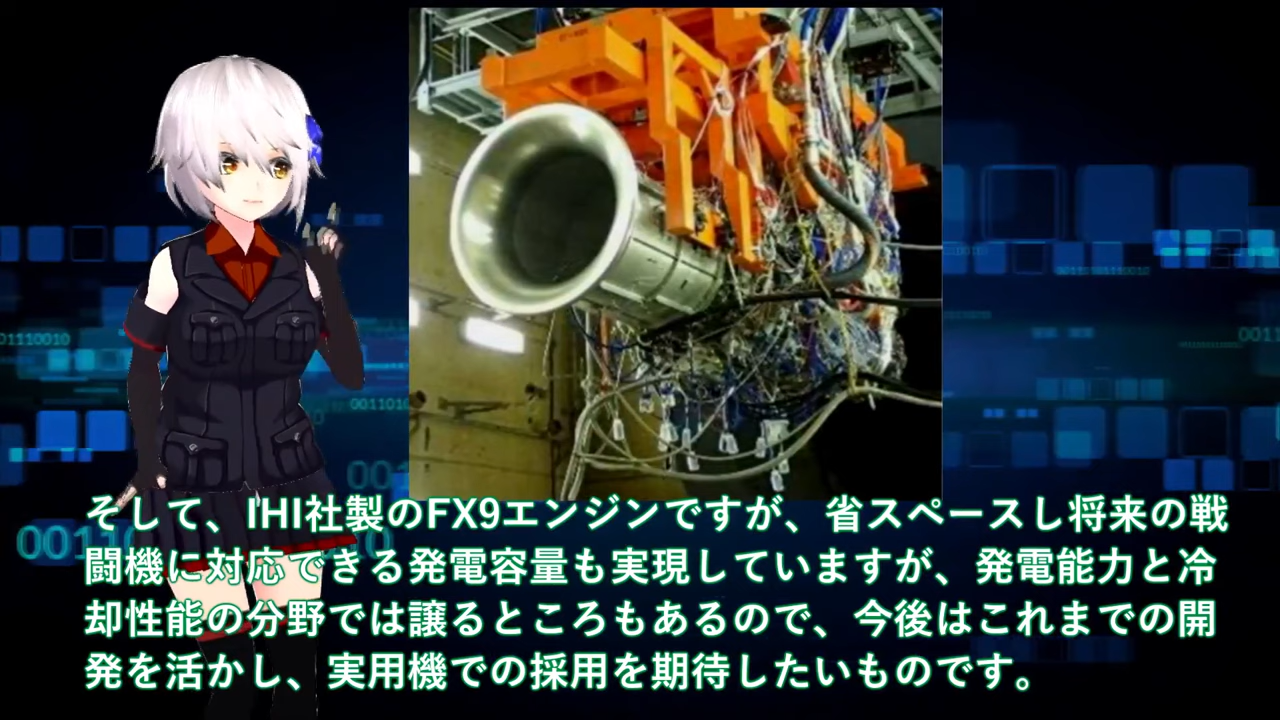 そして、IHI社製のFX9エンジンですが、省スペースし将来の戦
闘機に対応できる発電容量も実現していますが、発電能力と冷
却性能の分野では譲るところもあるので、今後はこれまでの開
発を活かし、実用機での採用を期待したいものです。
01110010